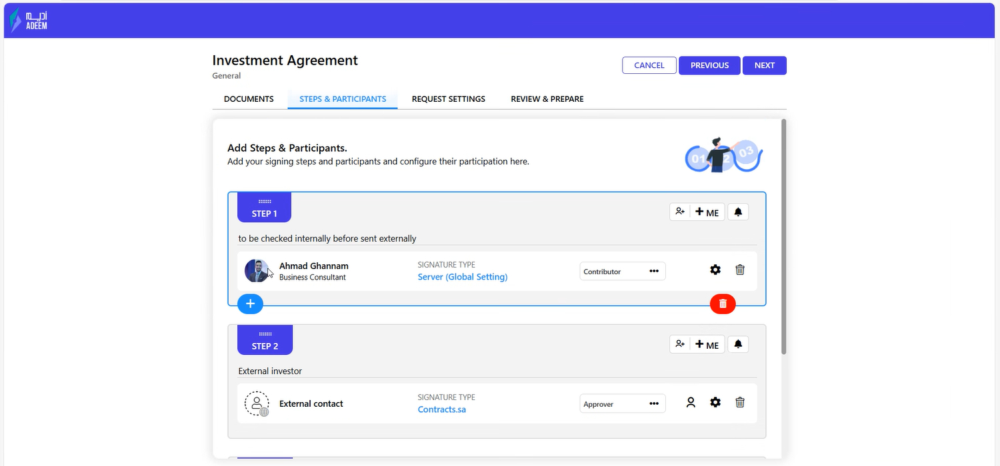 أديم
ADEEM
Investment Agreement
General
CANCEL
PREVIOUS
NEXT
DOCUMENTS
STEPS & PARTICIPANTS
REQUEST SETTINGS
REVIEW & PREPARE
Add Steps & Participants.
Add your signing steps and participants and configure their participation here.
01 2 03
STEP 1
ME
to be checked internally before sent externally
Ahmad Ghannam
Business Consultant
SIGNATURE TYPE
Server (Global Setting)
Contributor
STEP 2
ME
External investor
External contact
SIGNATURE TYPE
Contracts.sa
Approver